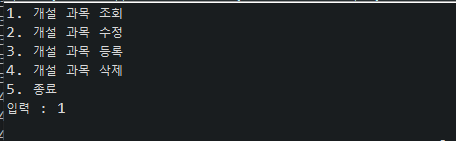 1. 개설 과목 조회
2. 개설 과목 수정
3. 개설 과목 등록
4. 개설 과목 삭제
5. 종료
입력 : 1